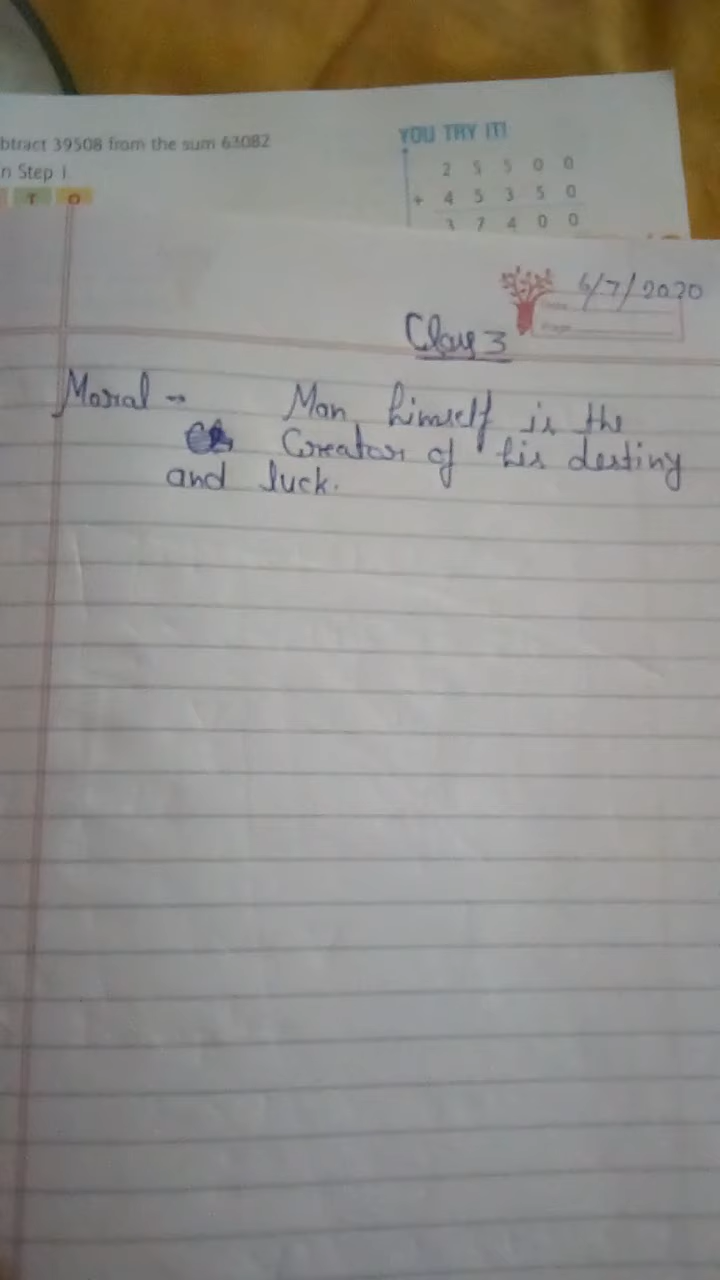 btract 39508 from the sum 63082
n Step 1
T O
YOU TRY IT!
2 5 5 0 0
+ 4 5 3 5 0
3 7 4 0 0
6/7/2020
Class 3
Moral → Man himself is the
Creator of his destiny
and luck.